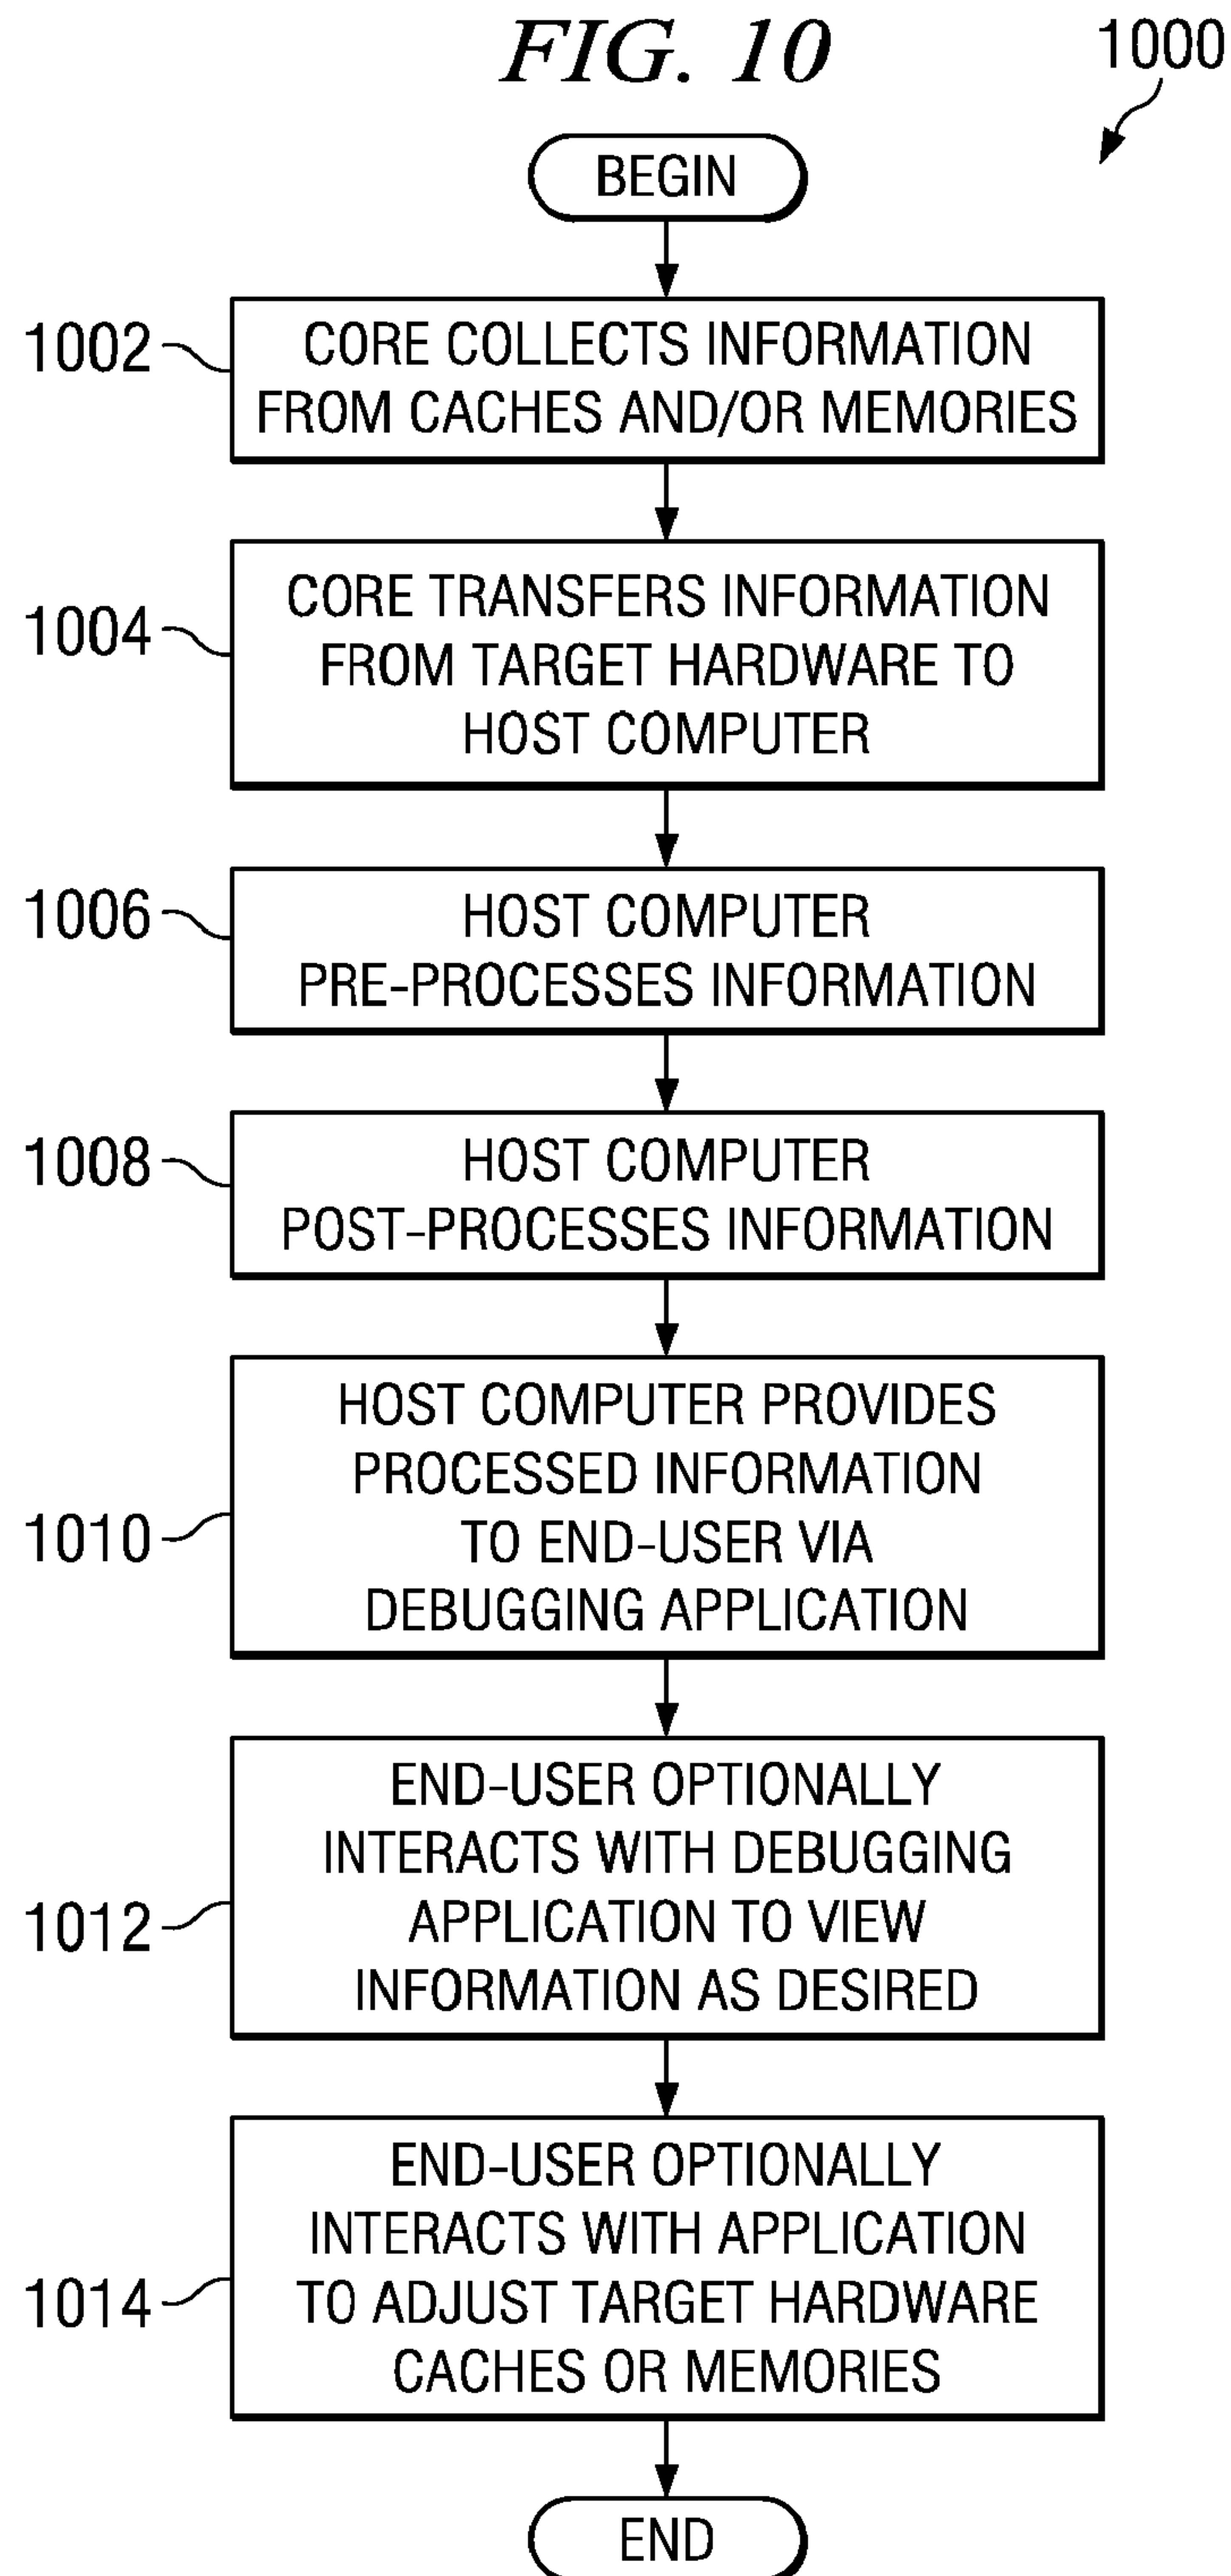 FIG. 10
1000
BEGIN
1002
CORE COLLECTS INFORMATION
FROM CACHES AND/OR MEMORIES
1004
CORE TRANSFERS INFORMATION
FROM TARGET HARDWARE TO
HOST COMPUTER
1006
HOST COMPUTER
PRE-PROCESSES INFORMATION
1008
HOST COMPUTER
POST-PROCESSES INFORMATION
1010
HOST COMPUTER PROVIDES
PROCESSED INFORMATION
TO END-USER VIA
DEBUGGING APPLICATION
1012
END-USER OPTIONALLY
INTERACTS WITH DEBUGGING
APPLICATION TO VIEW
INFORMATION AS DESIRED
1014
END-USER OPTIONALLY
INTERACTS WITH APPLICATION
TO ADJUST TARGET HARDWARE
CACHES OR MEMORIES
END